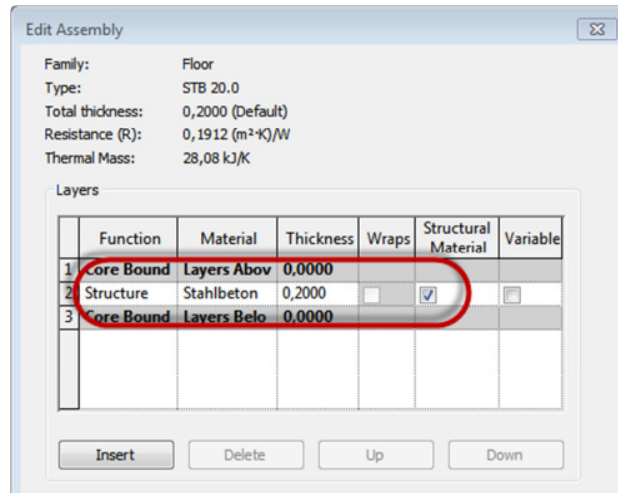 Edit Assembly
Family: Floor
Type: STB 20.0
Total thickness: 0,2000 (Default)
Resistance (R): 0,1912 (m²·K)/W
Thermal Mass: 28,08 kJ/K
Layers
Function Material Thickness Wraps Structural Material Variable
1 Core Bound Layers Abov 0,0000
2 Structure Stahlbeton 0,2000
3 Core Bound Layers Belo 0,0000
Insert Delete Up Down